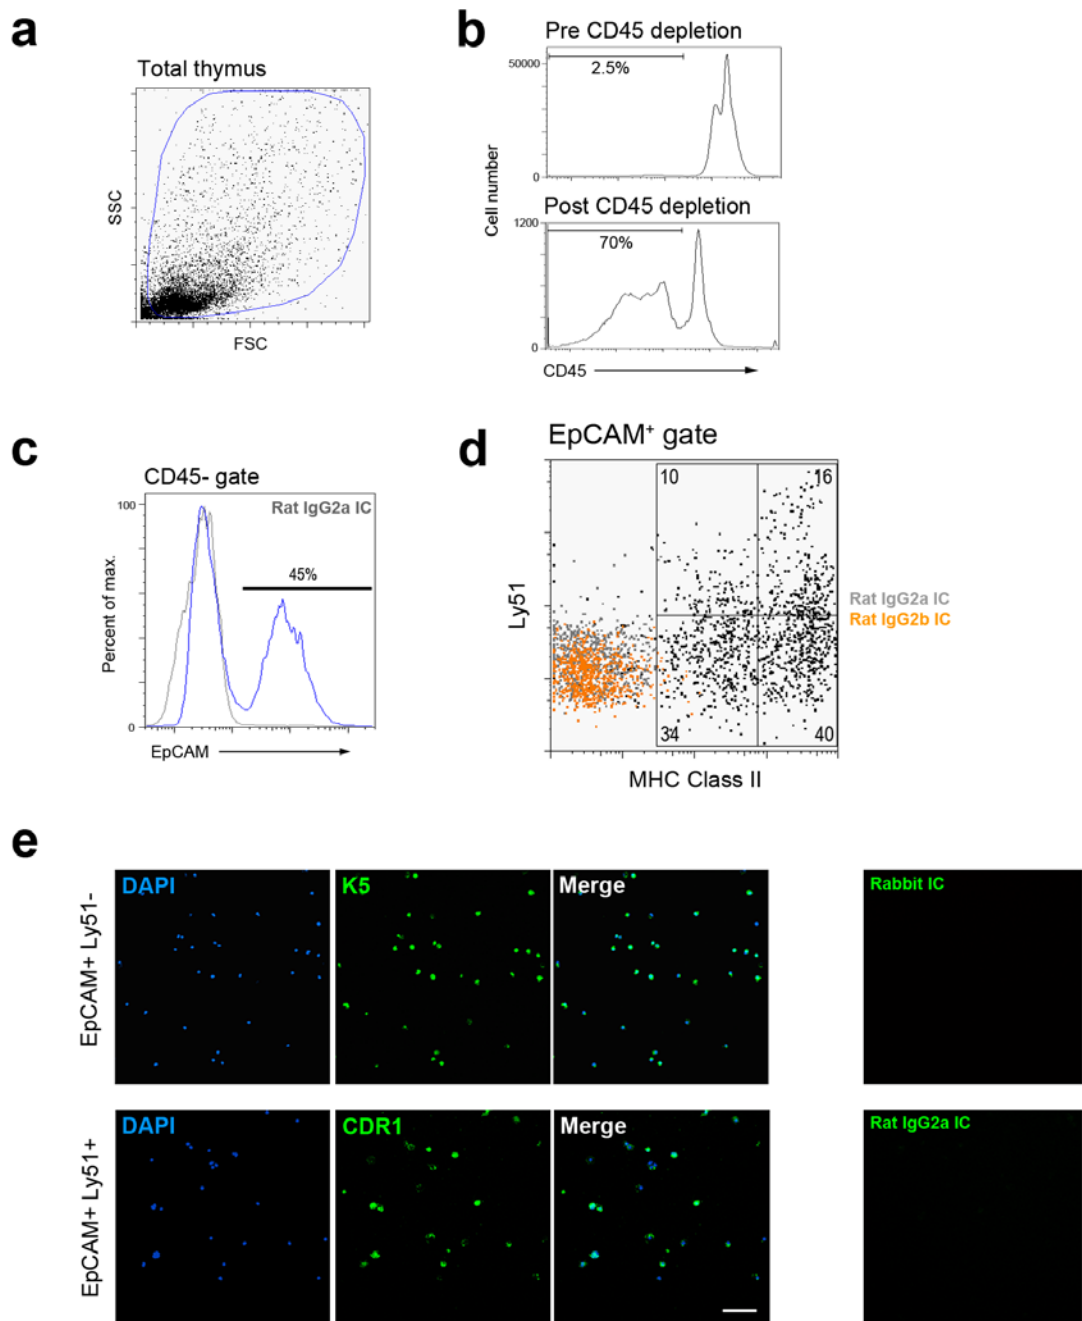 a
Total thymus
SSC
FSC
b
Pre CD45 depletion
50000
2.5%
0
Cell number
Post CD45 depletion
1200
70%
0
CD45
c
CD45- gate
100
Rat IgG2a IC
45%
Percent of max.
0
EpCAM
d
EpCAM⁺ gate
10
16
Ly51
Rat IgG2a IC
Rat IgG2b IC
34
40
MHC Class II
e
EpCAM+ Ly51-
DAPI
K5
Merge
Rabbit IC
EpCAM+ Ly51+
DAPI
CDR1
Merge
Rat IgG2a IC